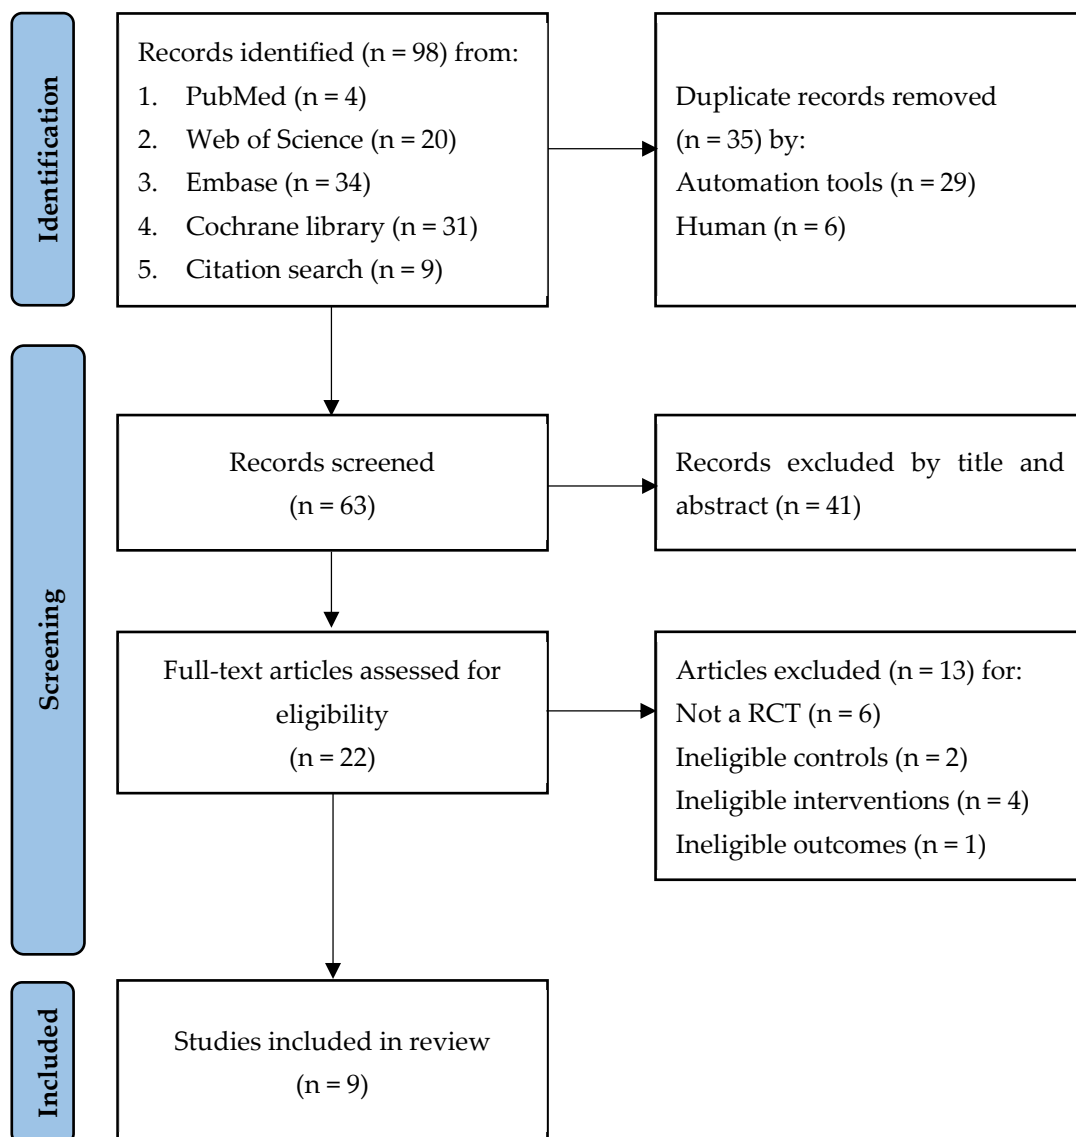 Identification
Records identified (n = 98) from:
1. PubMed (n = 4)
2. Web of Science (n = 20)
3. Embase (n = 34)
4. Cochrane library (n = 31)
5. Citation search (n = 9)
Duplicate records removed
(n = 35) by:
Automation tools (n = 29)
Human (n = 6)
Screening
Records screened
(n = 63)
Records excluded by title and
abstract (n = 41)
Full-text articles assessed for
eligibility
(n = 22)
Articles excluded (n = 13) for:
Not a RCT (n = 6)
Ineligible controls (n = 2)
Ineligible interventions (n = 4)
Ineligible outcomes (n = 1)
Included
Studies included in review
(n = 9)